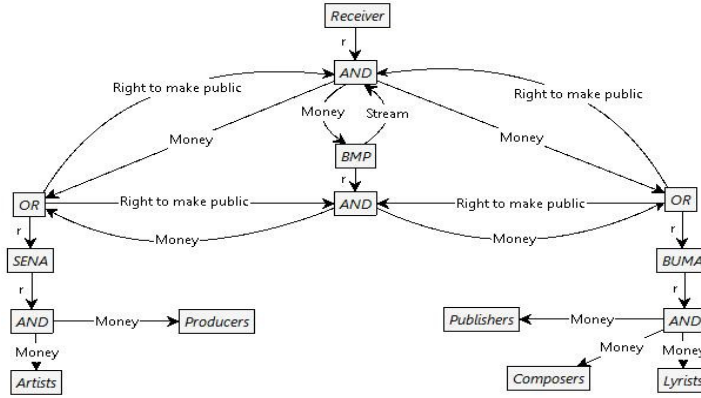 Receiver
r
AND
Right to make public
Right to make public
Money
Stream
Money
Money
BMP
r
OR
Right to make public
AND
Right to make public
OR
Money
Money
r
r
SENA
BUMA
r
r
AND
Money
Producers
Publishers
Money
AND
Money
Money
Money
Artists
Composers
Lyrists